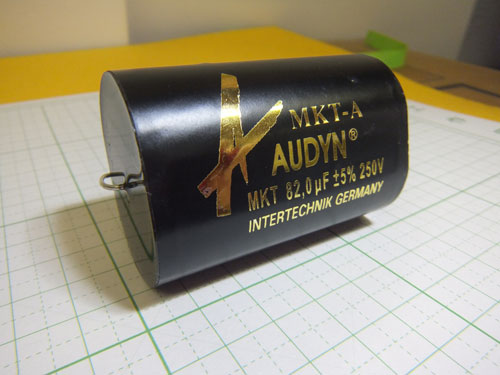 MKT-A
AUDYN®
MKT 82,0 µF ±5% 250V
INTERTECHNIK GERMANY